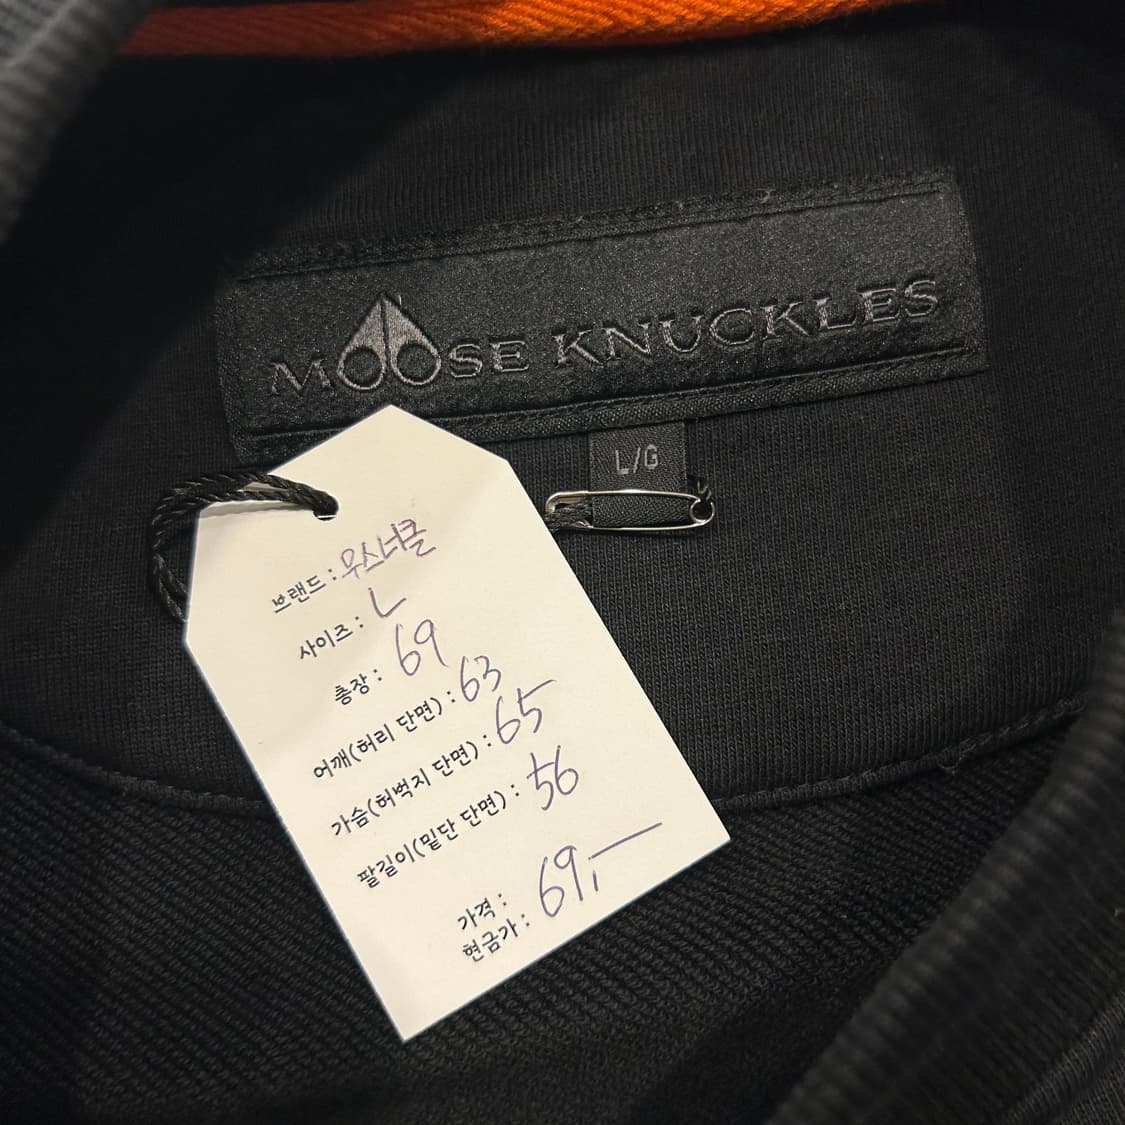 MOOSE KNUCKLES
L/G
브랜드 : 무스너클
사이즈 : L
총장 : 69
어깨(허리 단면) : 63
가슴(허벅지 단면) : 65
팔길이(밑단 단면) : 56
가격 :
현금가 : 69,—